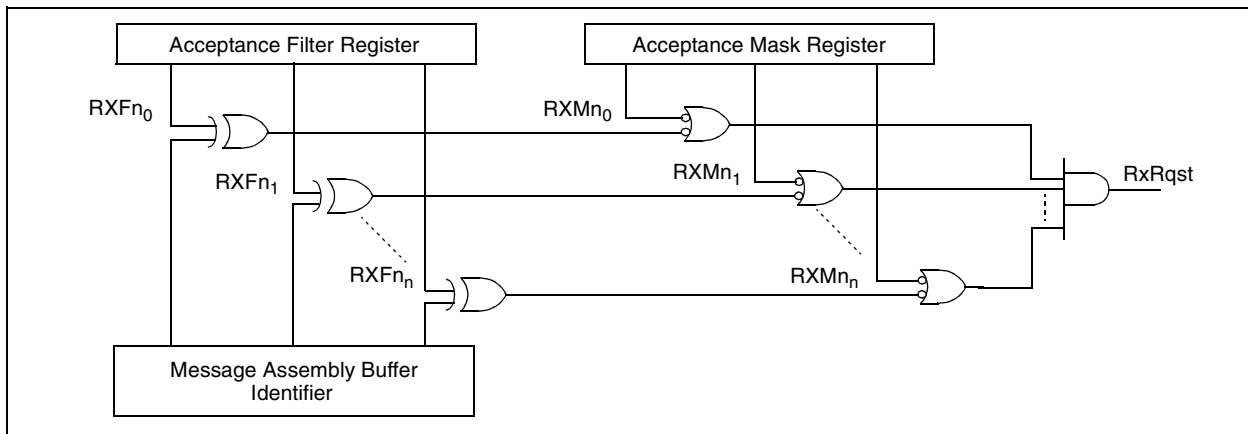 Acceptance Filter Register
Acceptance Mask Register
RXFn0
RXMn0
RXFn1
RXMn1
RxRqst
RXFnn
RXMnn
Message Assembly Buffer
Identifier